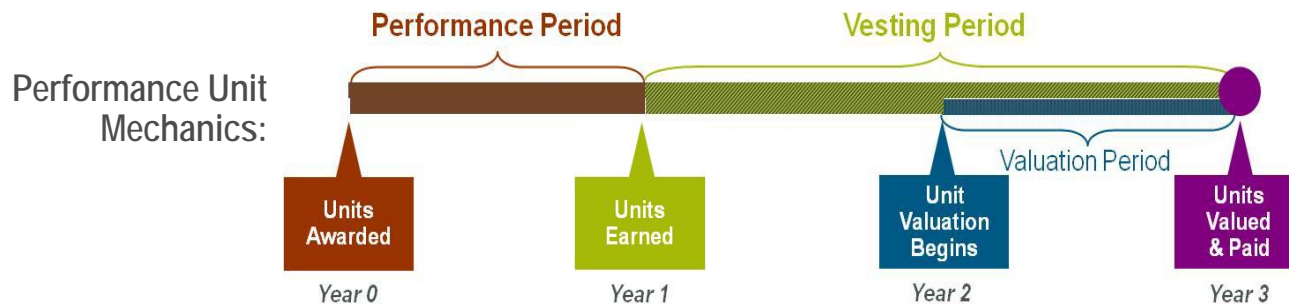 Performance Period
Vesting Period
Performance Unit
Mechanics:
Valuation Period
Units
Awarded
Units
Earned
Unit
Valuation
Begins
Units
Valued
& Paid
Year 0
Year 1
Year 2
Year 3